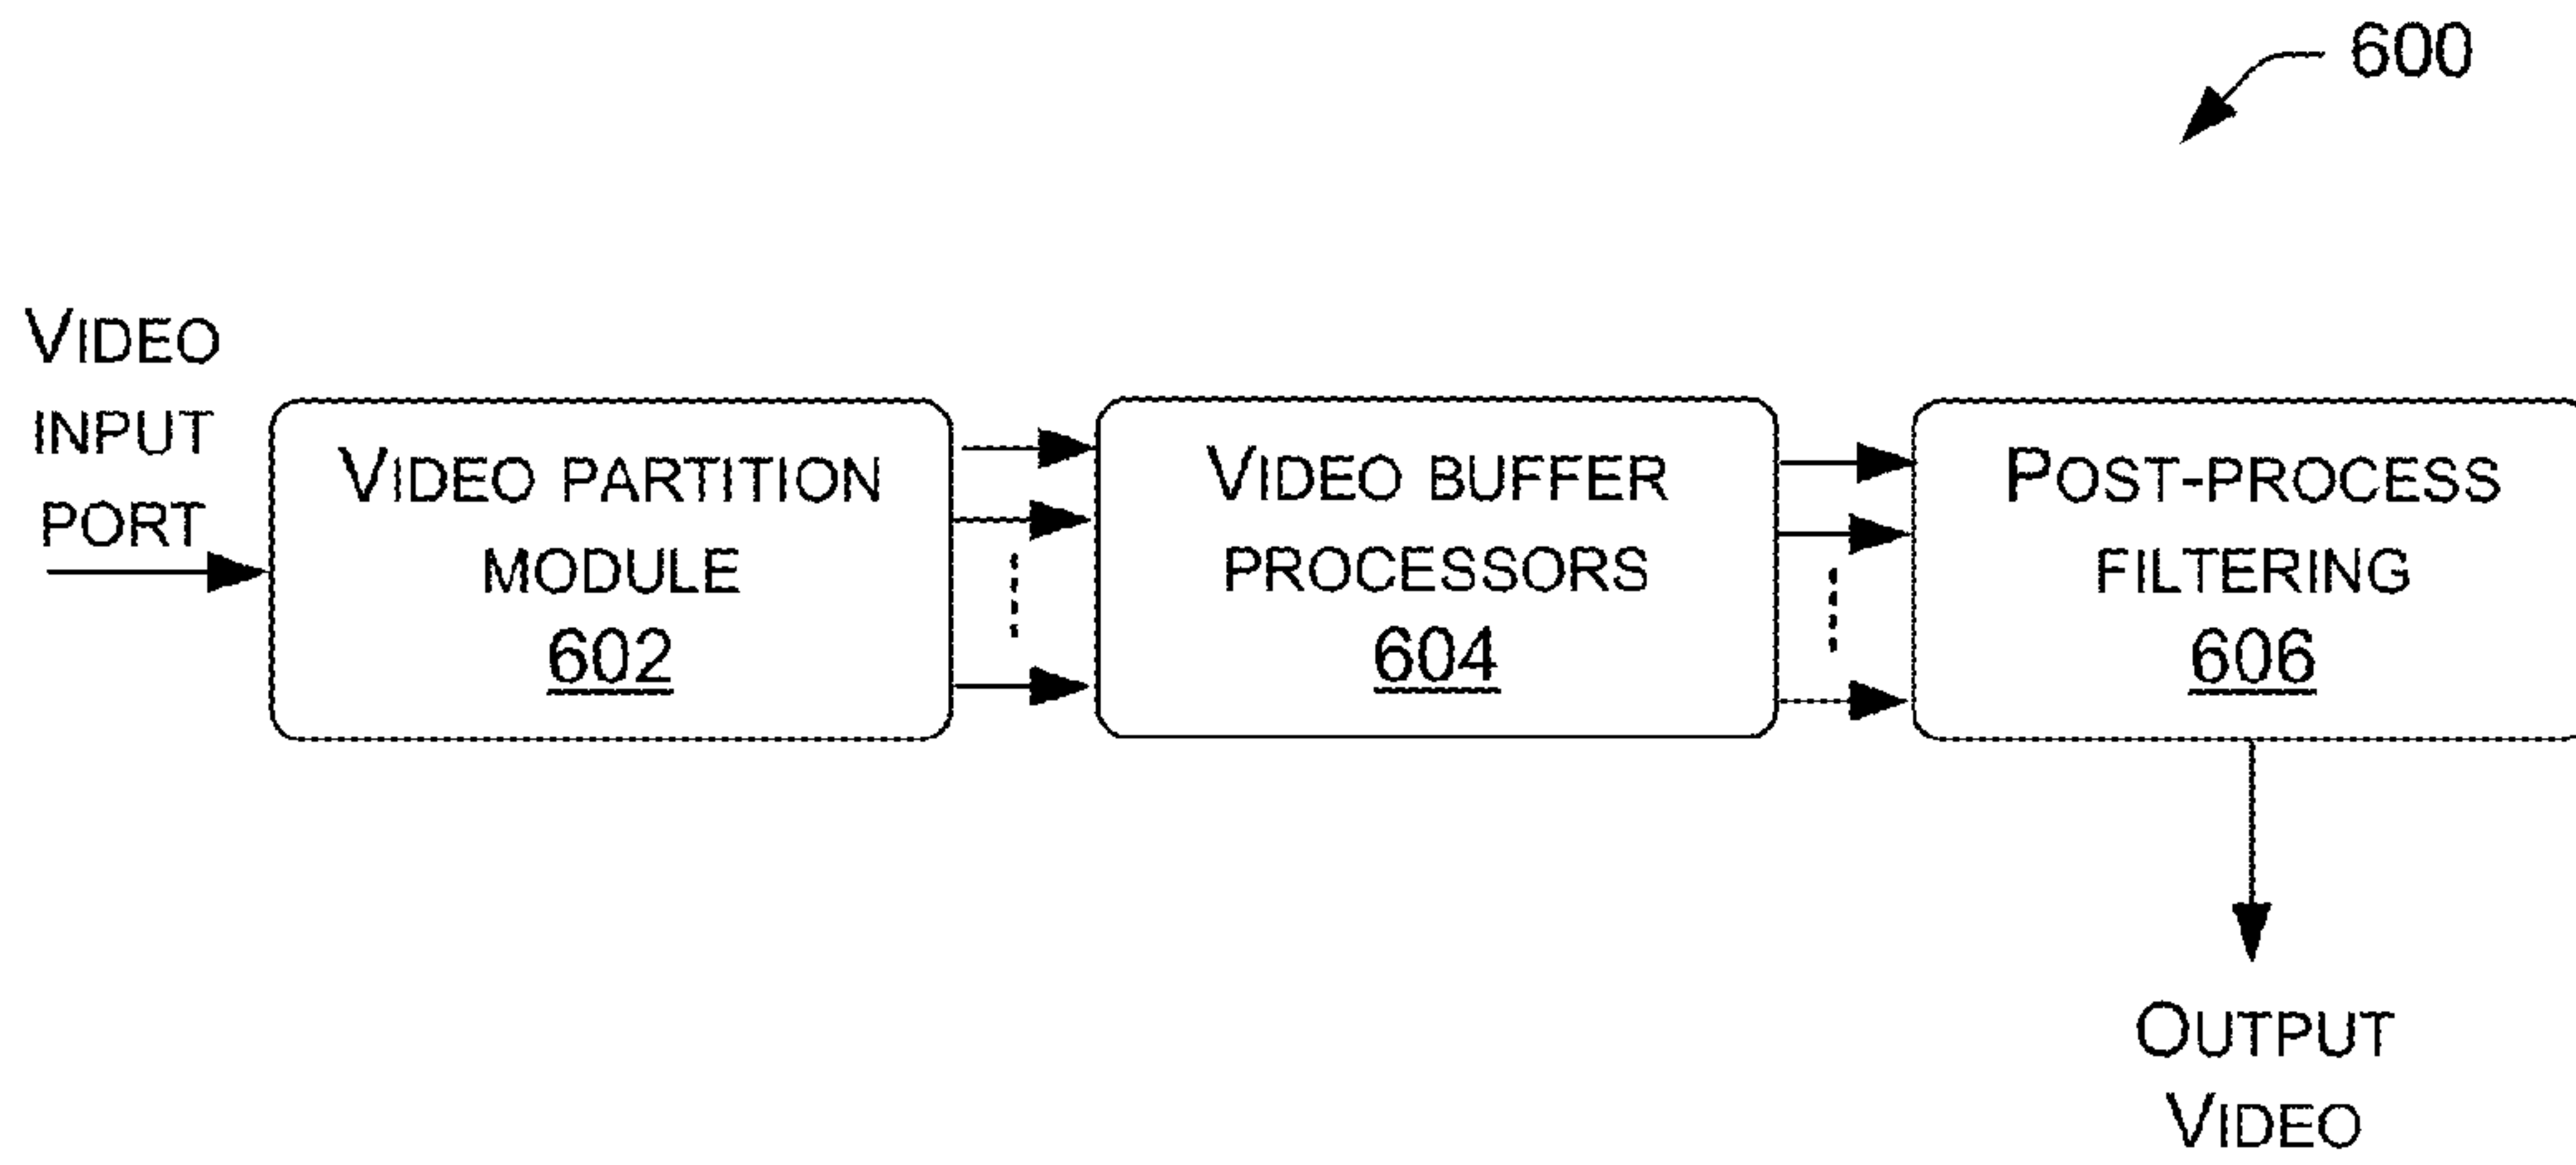 600
VIDEO
INPUT
PORT
VIDEO PARTITION
MODULE
602
VIDEO BUFFER
PROCESSORS
604
POST-PROCESS
FILTERING
606
OUTPUT
VIDEO